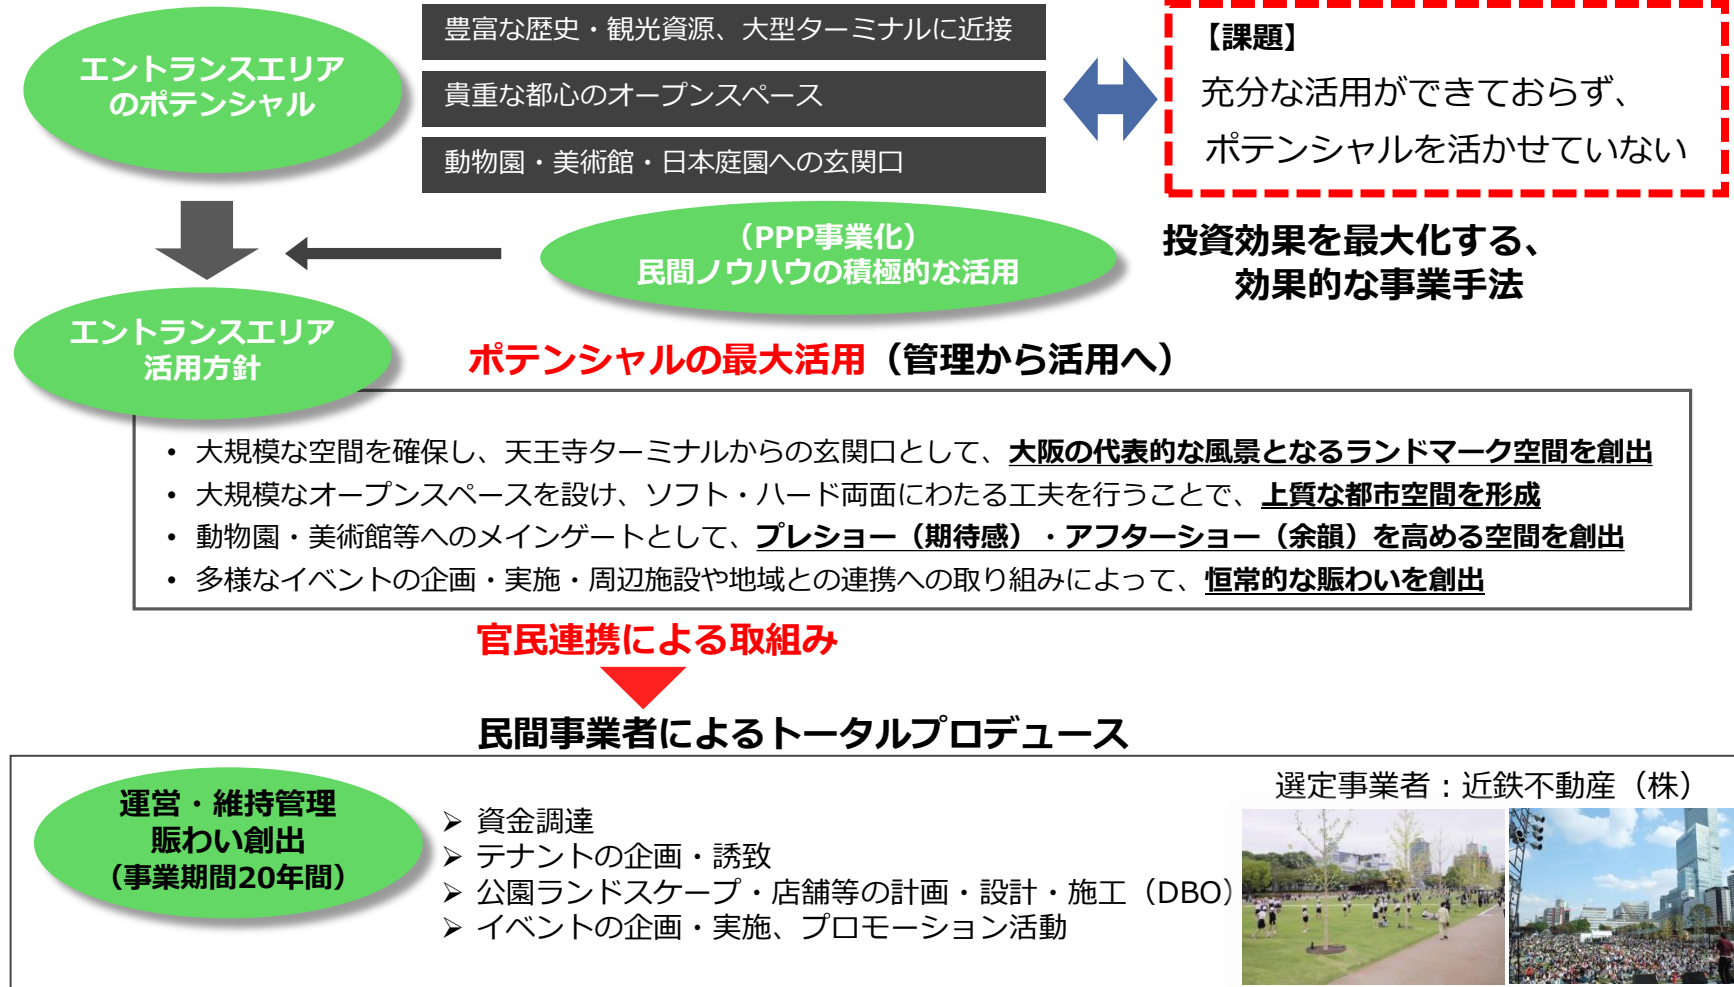 エントランスエリア
のポテンシャル
豊富な歴史・観光資源、大型ターミナルに近接
貴重な都心のオープンスペース
動物園・美術館・日本庭園への玄関口
【課題】
充分な活用ができておらず、
ポテンシャルを活かせていない
（PPP事業化）
民間ノウハウの積極的な活用
投資効果を最大化する、
効果的な事業手法
エントランスエリア
活用方針
ポテンシャルの最大活用（管理から活用へ）
• 大規模な空間を確保し、天王寺ターミナルからの玄関口として、大阪の代表的な風景となるランドマーク空間を創出
• 大規模なオープンスペースを設け、ソフト・ハード両面にわたる工夫を行うことで、上質な都市空間を形成
• 動物園・美術館等へのメインゲートとして、プレショー（期待感）・アフターショー（余韻）を高める空間を創出
• 多様なイベントの企画・実施・周辺施設や地域との連携への取り組みによって、恒常的な賑わいを創出
官民連携による取組み
民間事業者によるトータルプロデュース
運営・維持管理
賑わい創出
（事業期間20年間）
➢ 資金調達
➢ テナントの企画・誘致
➢ 公園ランドスケープ・店舗等の計画・設計・施工（DBO）
➢ イベントの企画・実施、プロモーション活動
選定事業者：近鉄不動産（株）